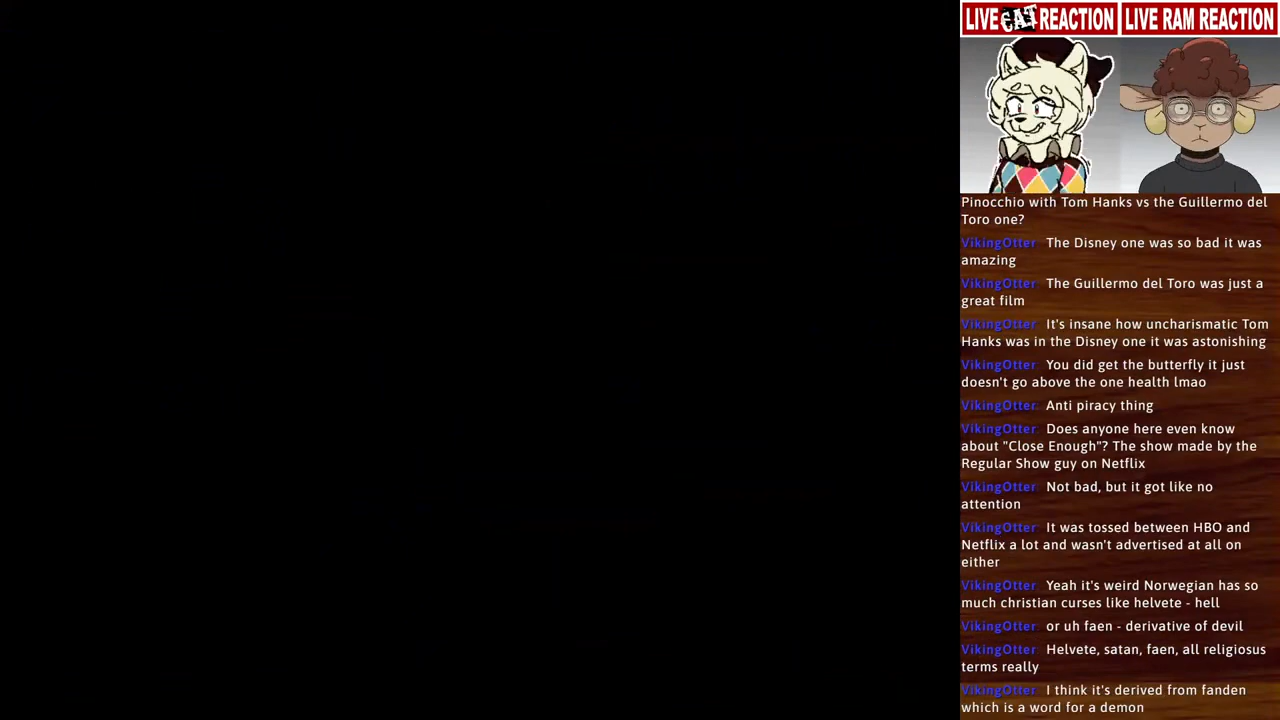 LIVE CAT REACTION LIVE RAM REACTION
Pinocchio with Tom Hanks vs the Guillermo del
Toro one?
VikingOtter: The Disney one was so bad it was
amazing
VikingOtter: The Guillermo del Toro was just a
great film
VikingOtter: It's insane how uncharismatic Tom
Hanks was in the Disney one it was astonishing
VikingOtter: You did get the butterfly it just
doesn't go above the one health lmao
VikingOtter: Anti piracy thing
VikingOtter: Does anyone here even know
about "Close Enough"? The show made by the
Regular Show guy on Netflix
VikingOtter: Not bad, but it got like no
attention
VikingOtter: It was tossed between HBO and
Netflix a lot and wasn't advertised at all on
either
VikingOtter: Yeah it's weird Norwegian has so
much christian curses like helvete - hell
VikingOtter: or uh faen - derivative of devil
VikingOtter: Helvete, satan, faen, all religiosus
terms really
VikingOtter: I think it's derived from fanden
which is a word for a demon